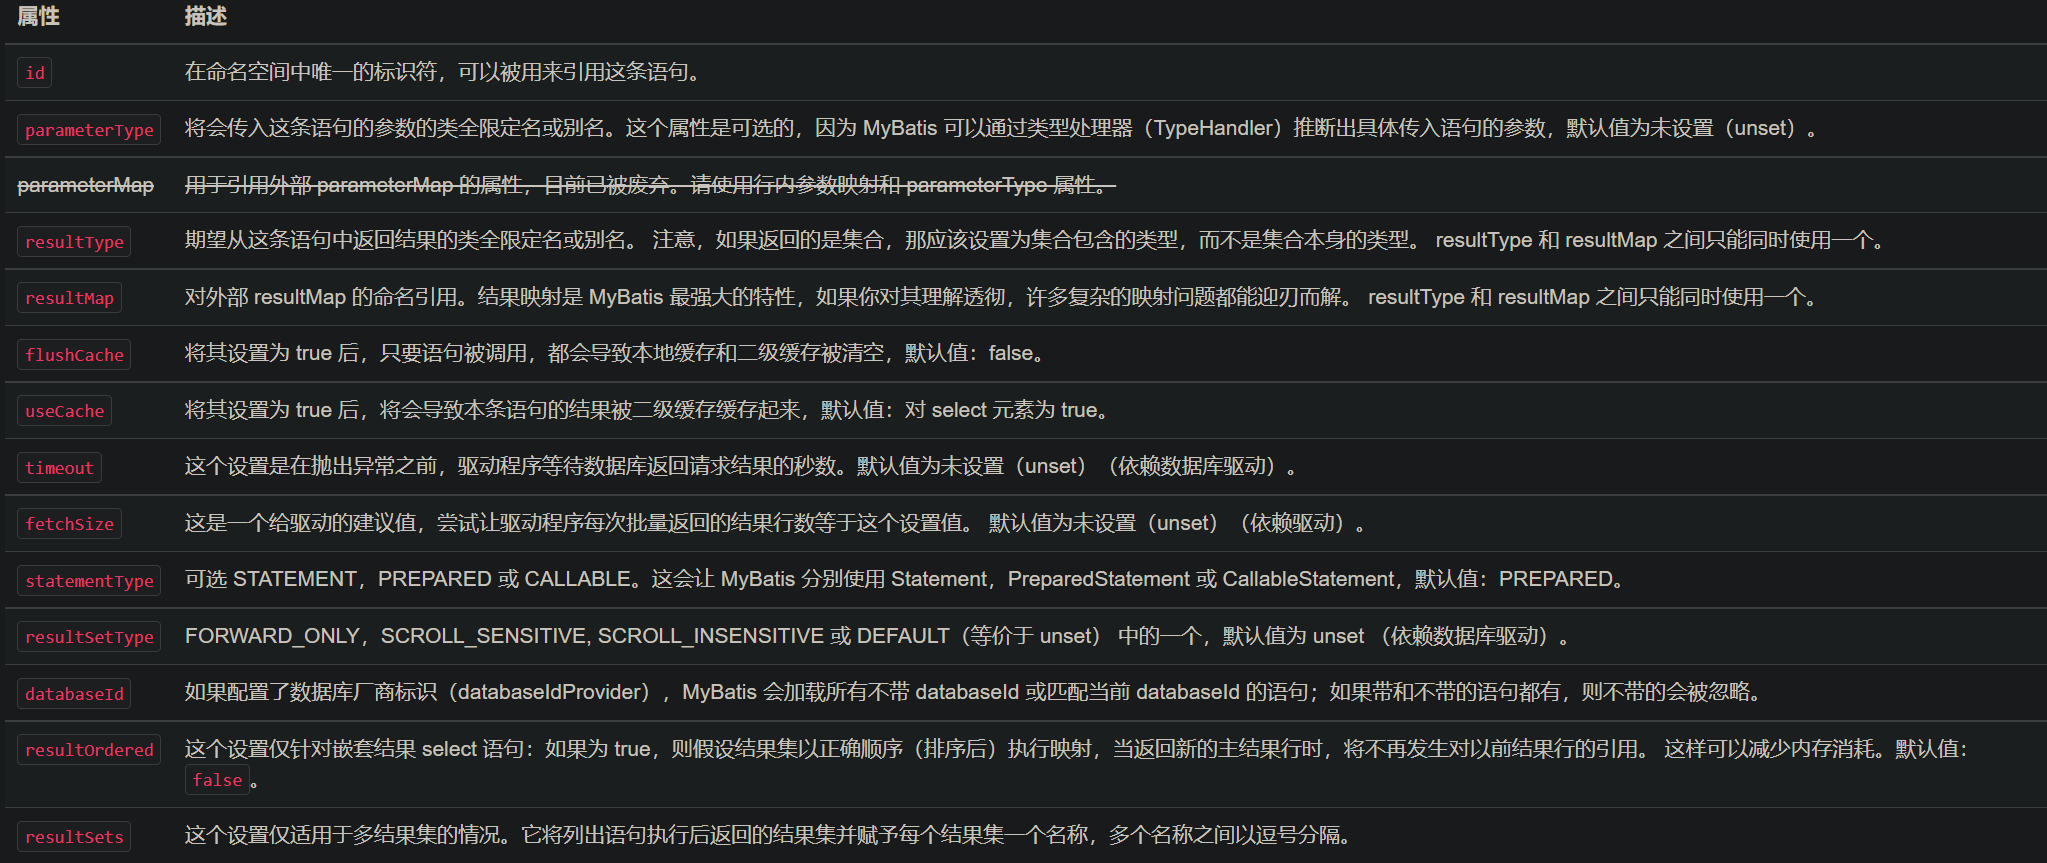 属性 描述
id 在命名空间中唯一的标识符，可以被用来引用这条语句。
parameterType 将会传入这条语句的参数的类全限定名或别名。这个属性是可选的，因为 MyBatis 可以通过类型处理器（TypeHandler）推断出具体传入语句的参数，默认值为未设置（unset）。
parameterMap 用于引用外部 parameterMap 的属性，目前已被废弃。请使用行内参数映射和 parameterType 属性。
resultType 期望从这条语句中返回结果的类全限定名或别名。 注意，如果返回的是集合，那应该设置为集合包含的类型，而不是集合本身的类型。 resultType 和 resultMap 之间只能同时使用一个。
resultMap 对外部 resultMap 的命名引用。结果映射是 MyBatis 最强大的特性，如果你对其理解透彻，许多复杂的映射问题都能迎刃而解。 resultType 和 resultMap 之间只能同时使用一个。
flushCache 将其设置为 true 后，只要语句被调用，都会导致本地缓存和二级缓存被清空，默认值：false。
useCache 将其设置为 true 后，将会导致本条语句的结果被二级缓存缓存起来，默认值：对 select 元素为 true。
timeout 这个设置是在抛出异常之前，驱动程序等待数据库返回请求结果的秒数。默认值为未设置（unset）（依赖数据库驱动）。
fetchSize 这是一个给驱动的建议值，尝试让驱动程序每次批量返回的结果行数等于这个设置值。 默认值为未设置（unset）（依赖驱动）。
statementType 可选 STATEMENT，PREPARED 或 CALLABLE。这会让 MyBatis 分别使用 Statement，PreparedStatement 或 CallableStatement，默认值：PREPARED。
resultSetType FORWARD_ONLY，SCROLL_SENSITIVE, SCROLL_INSENSITIVE 或 DEFAULT（等价于 unset） 中的一个，默认值为 unset （依赖数据库驱动）。
databaseId 如果配置了数据库厂商标识（databaseIdProvider），MyBatis 会加载所有不带 databaseId 或匹配当前 databaseId 的语句；如果带和不带的语句都有，则不带的会被忽略。
resultOrdered 这个设置仅针对嵌套结果 select 语句：如果为 true，则假设结果集以正确顺序（排序后）执行映射，当返回新的主结果行时，将不再发生对以前结果行的引用。 这样可以减少内存消耗。默认值：
false。
resultSets 这个设置仅适用于多结果集的情况。它将列出语句执行后返回的结果集并赋予每个结果集一个名称，多个名称之间以逗号分隔。